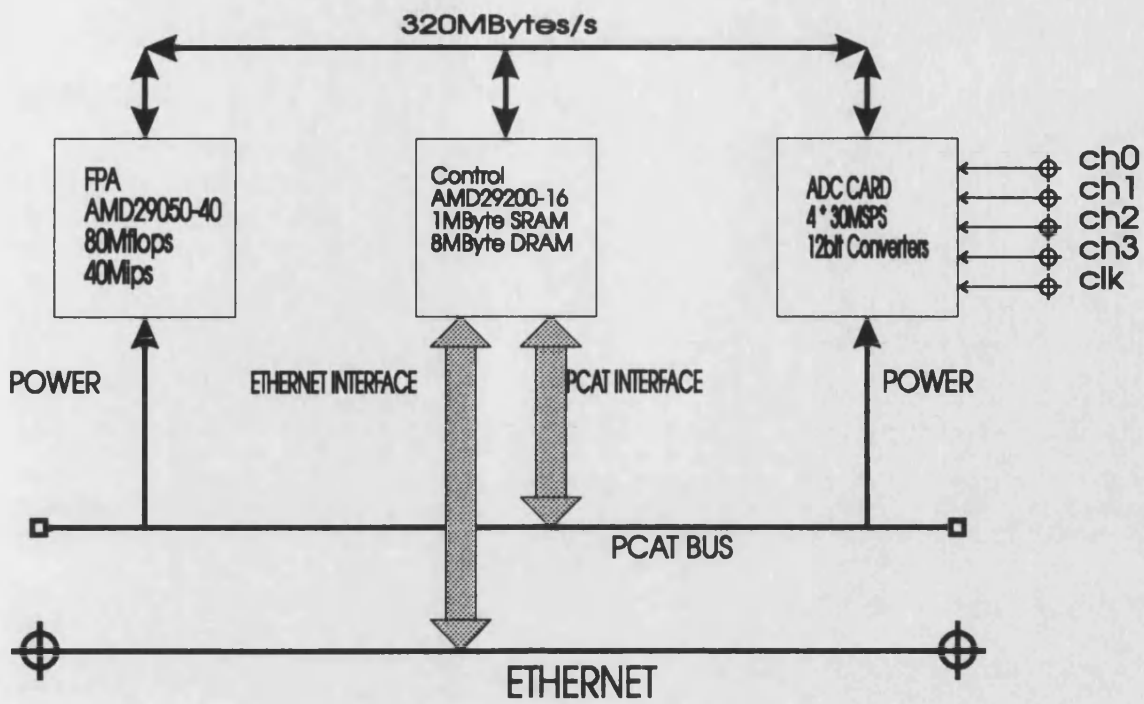 320MBytes/s
FPA
AMD29050-40
80Mflops
40Mips
Control
AMD29200-16
1MByte SRAM
8MByte DRAM
ADC CARD
4 * 30MSPS
12bit Converters
ch0
ch1
ch2
ch3
clk
POWER
ETHERNET INTERFACE
PCAT INTERFACE
POWER
PCAT BUS
ETHERNET